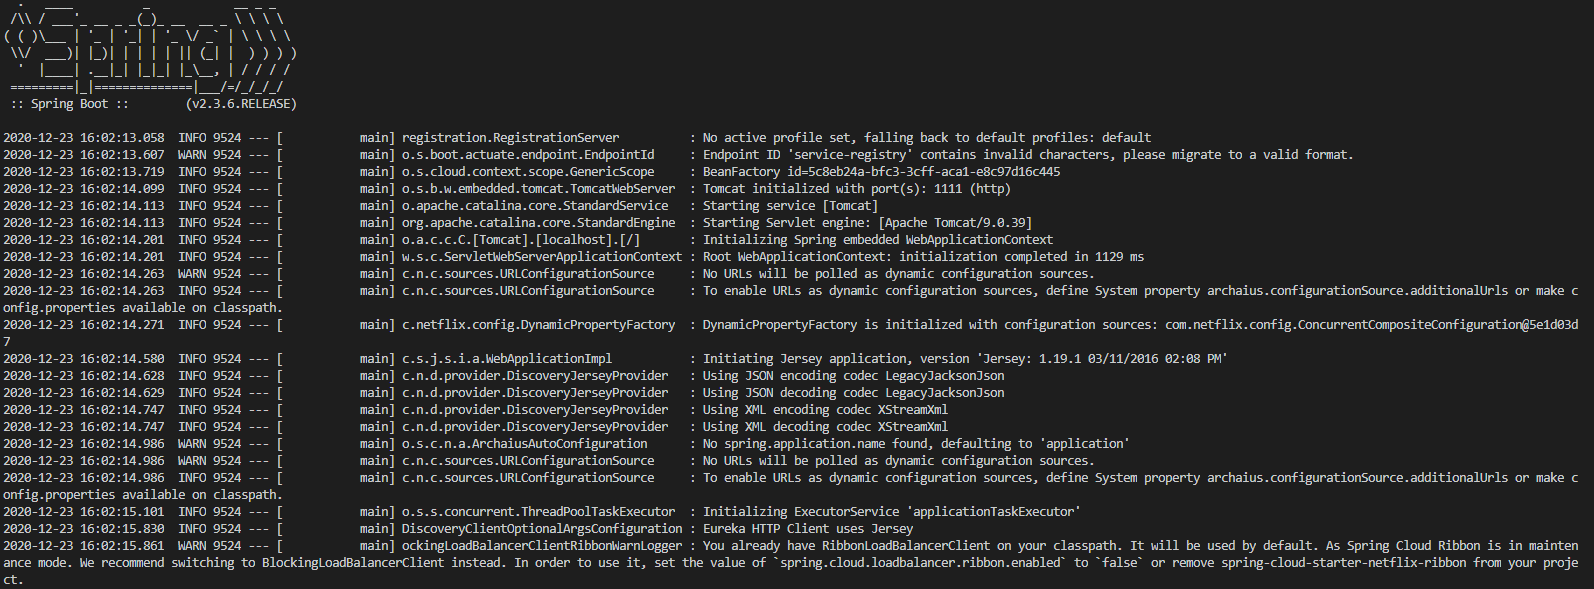 .   ____          _            __ _ _
 /\\ / ___'_ __ _ _(_)_ __  __ _ \ \ \ \
( ( )\___ | '_ | '_| | '_ \/ _` | \ \ \ \
 \\/  ___)| |_)| | | | | || (_| |  ) ) ) )
  '  |____| .__|_| |_|_| |_\__, | / / / /
 =========|_|==============|___/=/_/_/_/
 :: Spring Boot ::        (v2.3.6.RELEASE)
2020-12-23 16:02:13.058  INFO 9524 --- [           main] registration.RegistrationServer          : No active profile set, falling back to default profiles: default
2020-12-23 16:02:13.607  WARN 9524 --- [           main] o.s.boot.actuate.endpoint.EndpointId     : Endpoint ID 'service-registry' contains invalid characters, please migrate to a valid format.
2020-12-23 16:02:13.719  INFO 9524 --- [           main] o.s.cloud.context.scope.GenericScope     : BeanFactory id=5c8eb24a-bfc3-3cff-aca1-e8c97d16c445
2020-12-23 16:02:14.099  INFO 9524 --- [           main] o.s.b.w.embedded.tomcat.TomcatWebServer  : Tomcat initialized with port(s): 1111 (http)
2020-12-23 16:02:14.113  INFO 9524 --- [           main] o.apache.catalina.core.StandardService   : Starting service [Tomcat]
2020-12-23 16:02:14.113  INFO 9524 --- [           main] org.apache.catalina.core.StandardEngine  : Starting Servlet engine: [Apache Tomcat/9.0.39]
2020-12-23 16:02:14.201  INFO 9524 --- [           main] o.a.c.c.C.[Tomcat].[localhost].[/]       : Initializing Spring embedded WebApplicationContext
2020-12-23 16:02:14.201  INFO 9524 --- [           main] w.s.c.ServletWebServerApplicationContext : Root WebApplicationContext: initialization completed in 1129 ms
2020-12-23 16:02:14.263  WARN 9524 --- [           main] c.n.c.sources.URLConfigurationSource     : No URLs will be polled as dynamic configuration sources.
2020-12-23 16:02:14.263  INFO 9524 --- [           main] c.n.c.sources.URLConfigurationSource     : To enable URLs as dynamic configuration sources, define System property archaius.configurationSource.additionalUrls or make c
onfig.properties available on classpath.
2020-12-23 16:02:14.271  INFO 9524 --- [           main] c.netflix.config.DynamicPropertyFactory  : DynamicPropertyFactory is initialized with configuration sources: com.netflix.config.ConcurrentCompositeConfiguration@5e1d03d
7
2020-12-23 16:02:14.580  INFO 9524 --- [           main] c.s.j.s.i.a.WebApplicationImpl           : Initiating Jersey application, version 'Jersey: 1.19.1 03/11/2016 02:08 PM'
2020-12-23 16:02:14.628  INFO 9524 --- [           main] c.n.d.provider.DiscoveryJerseyProvider   : Using JSON encoding codec LegacyJacksonJson
2020-12-23 16:02:14.629  INFO 9524 --- [           main] c.n.d.provider.DiscoveryJerseyProvider   : Using JSON decoding codec LegacyJacksonJson
2020-12-23 16:02:14.747  INFO 9524 --- [           main] c.n.d.provider.DiscoveryJerseyProvider   : Using XML encoding codec XStreamXml
2020-12-23 16:02:14.747  INFO 9524 --- [           main] c.n.d.provider.DiscoveryJerseyProvider   : Using XML decoding codec XStreamXml
2020-12-23 16:02:14.986  WARN 9524 --- [           main] o.s.c.n.a.ArchaiusAutoConfiguration      : No spring.application.name found, defaulting to 'application'
2020-12-23 16:02:14.986  WARN 9524 --- [           main] c.n.c.sources.URLConfigurationSource     : No URLs will be polled as dynamic configuration sources.
2020-12-23 16:02:14.986  INFO 9524 --- [           main] c.n.c.sources.URLConfigurationSource     : To enable URLs as dynamic configuration sources, define System property archaius.configurationSource.additionalUrls or make c
onfig.properties available on classpath.
2020-12-23 16:02:15.101  INFO 9524 --- [           main] o.s.s.concurrent.ThreadPoolTaskExecutor  : Initializing ExecutorService 'applicationTaskExecutor'
2020-12-23 16:02:15.830  INFO 9524 --- [           main] DiscoveryClientOptionalArgsConfiguration : Eureka HTTP Client uses Jersey
2020-12-23 16:02:15.861  WARN 9524 --- [           main] ockingLoadBalancerClientRibbonWarnLogger : You already have RibbonLoadBalancerClient on your classpath. It will be used by default. As Spring Cloud Ribbon is in mainten
ance mode. We recommend switching to BlockingLoadBalancerClient instead. In order to use it, set the value of `spring.cloud.loadbalancer.ribbon.enabled` to `false` or remove spring-cloud-starter-netflix-ribbon from your proje
ct.